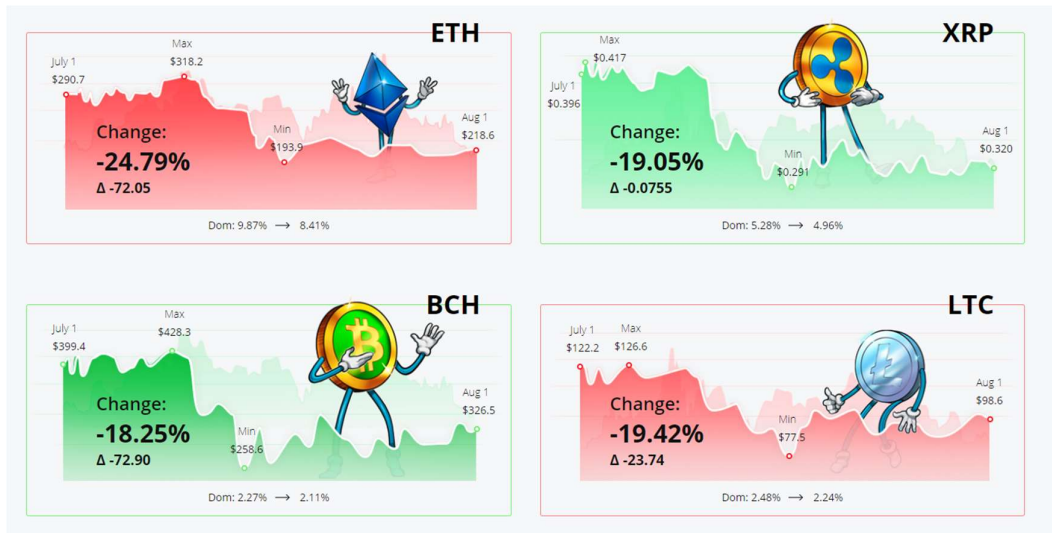 ETH
Max
$318.2
July 1
$290.7
Aug 1
$218.6
Min
$193.9
Change:
-24.79%
Δ -72.05
Dom: 9.87% → 8.41%
XRP
Max
$0.417
July 1
$0.396
Aug 1
$0.320
Min
$0.291
Change:
-19.05%
Δ -0.0755
Dom: 5.28% → 4.96%
BCH
Max
$428.3
July 1
$399.4
Aug 1
$326.5
Min
$258.6
Change:
-18.25%
Δ -72.90
Dom: 2.27% → 2.11%
LTC
July 1
$122.2
Max
$126.6
Aug 1
$98.6
Min
$77.5
Change:
-19.42%
Δ -23.74
Dom: 2.48% → 2.24%